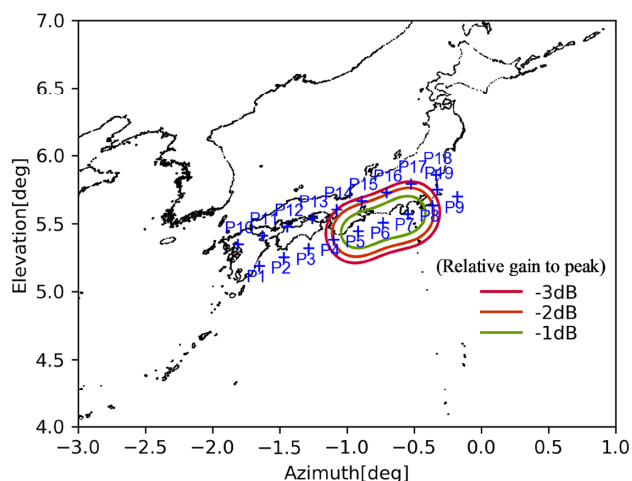 7.0
6.5
6.0
5.5
5.0
4.5
4.0
Elevation[deg]
P18
P17 P19
P16
P15
P14
P13
P12
P11
P10
P9
P8
P7
P6
P5
P4
P3
P2
P1
(Relative gain to peak)
-3dB
-2dB
-1dB
−3.0 −2.5 −2.0 −1.5 −1.0 −0.5 0.0 0.5 1.0
Azimuth[deg]